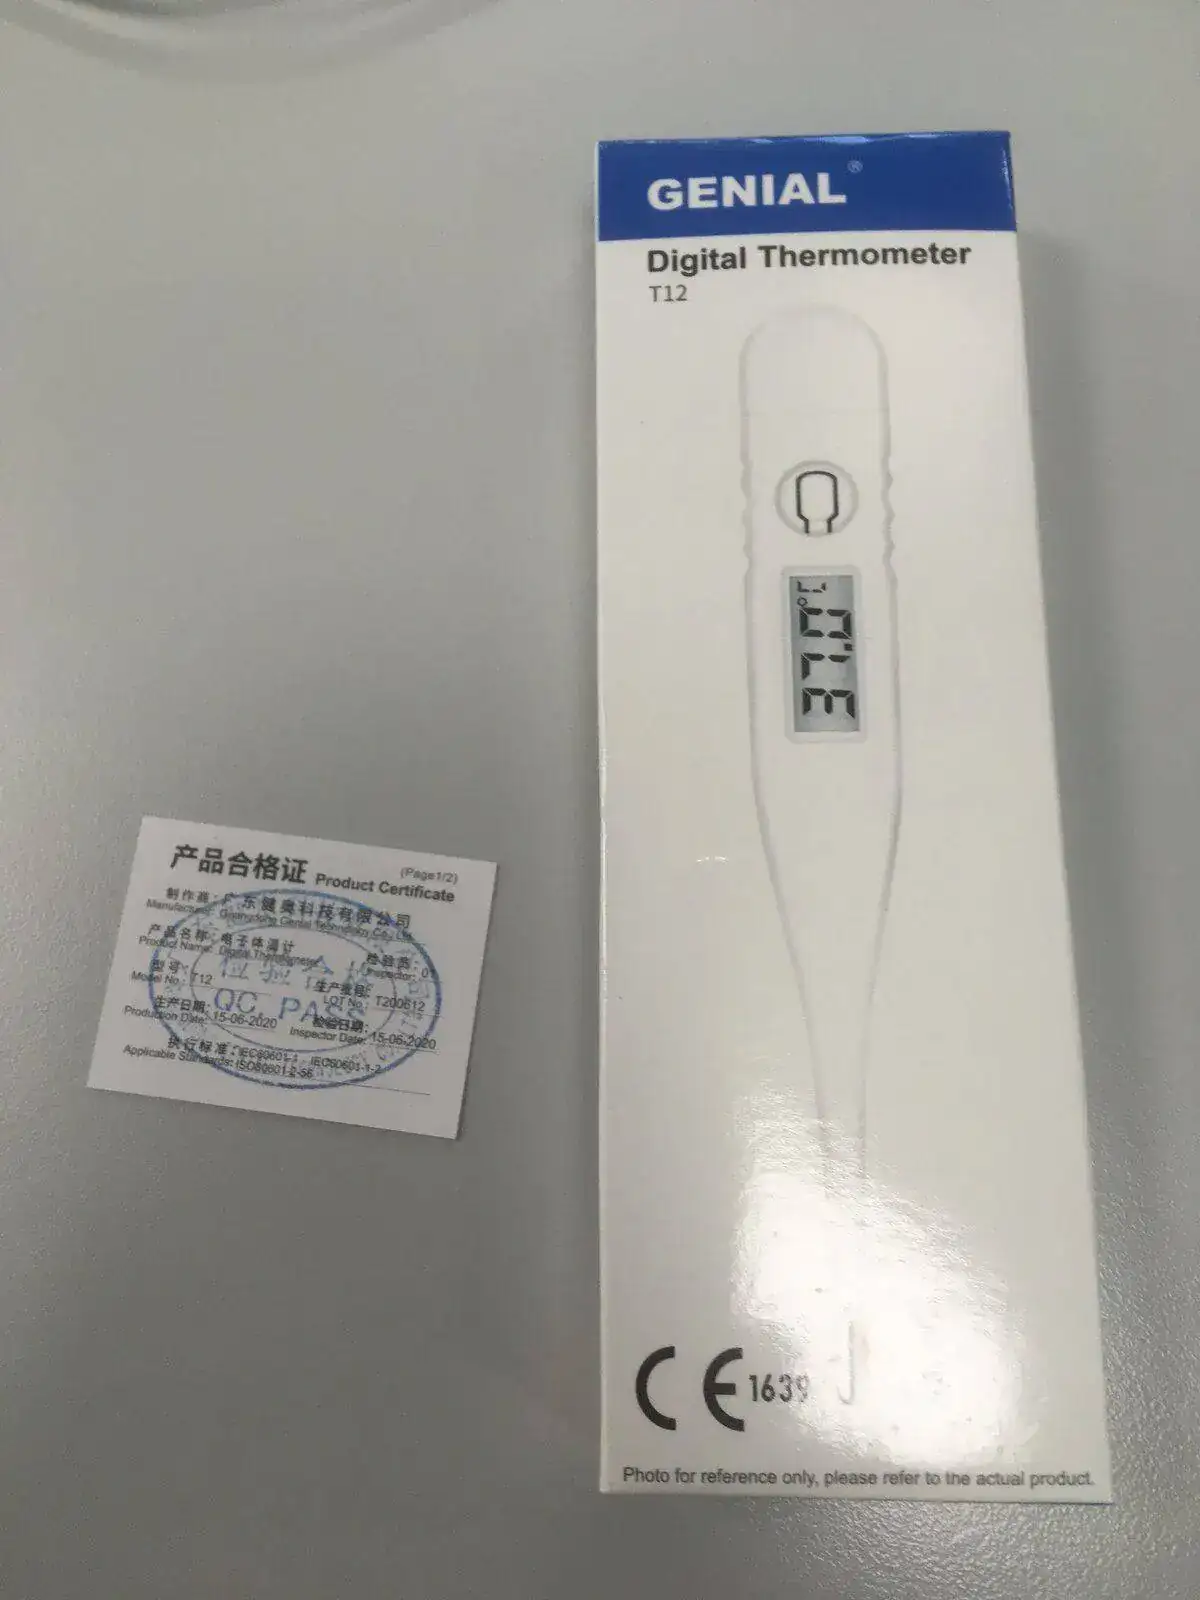 GENIAL®
Digital Thermometer
T12
37.0°C
CE 1639
Photo for reference only, please refer to the actual product.
产品合格证 Product Certificate (Page1/2)
制作商：广东健奥科技有限公司
Manufacturer: Guangdong Genial Technology Co., Ltd.
产品名称：电子体温计
Product Name: Digital Thermometer
检验员：
Inspector: 01
型号：
Model No.: T12
生产批号：
LOT No.: T200612
生产日期：
Production Date: 15-06-2020
检验日期：
Inspector Date: 15-06-2020
执行标准：IEC60601-1 IEC60601-1-2
Applicable Standards: ISO80601-2-56
检验合格
QC. PASS